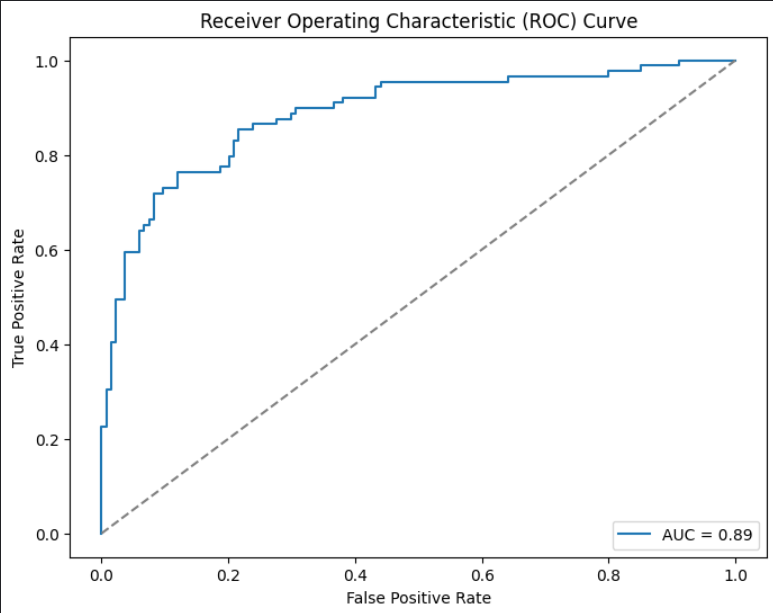 Receiver Operating Characteristic (ROC) Curve
1.0
0.8
0.6
0.4
0.2
0.0
True Positive Rate
0.0 0.2 0.4 0.6 0.8 1.0
False Positive Rate
AUC = 0.89